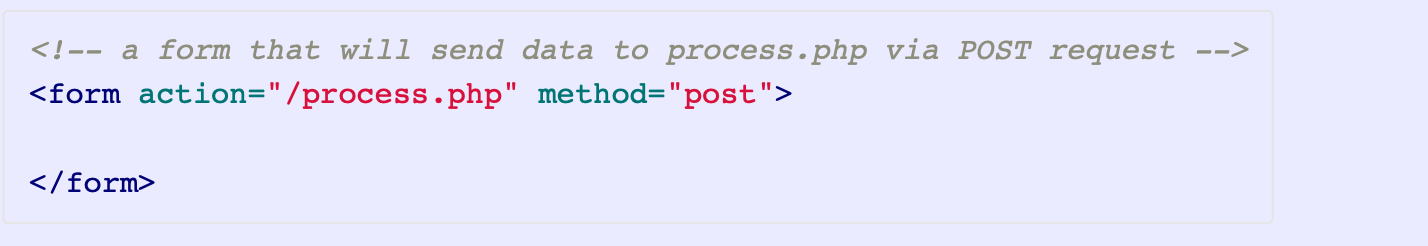 <!-- a form that will send data to process.php via POST request -->
<form action="/process.php" method="post">
</form>